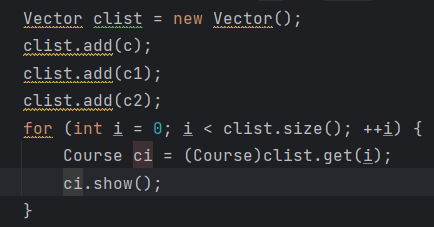 Vector clist = new Vector();
clist.add(c);
clist.add(c1);
clist.add(c2);
for (int i = 0; i < clist.size(); ++i) {
    Course ci = (Course)clist.get(i);
    ci.show();
}